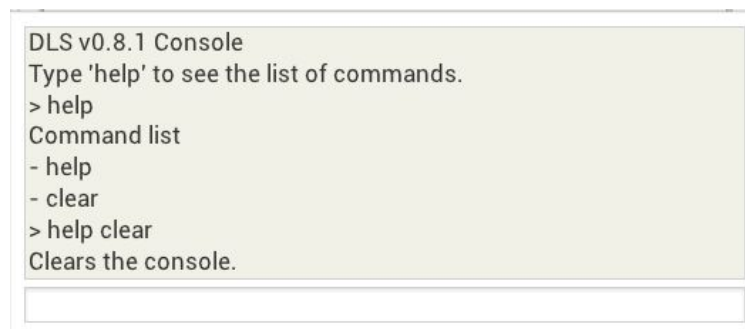 DLS v0.8.1 Console
Type 'help' to see the list of commands.
> help
Command list
- help
- clear
> help clear
Clears the console.